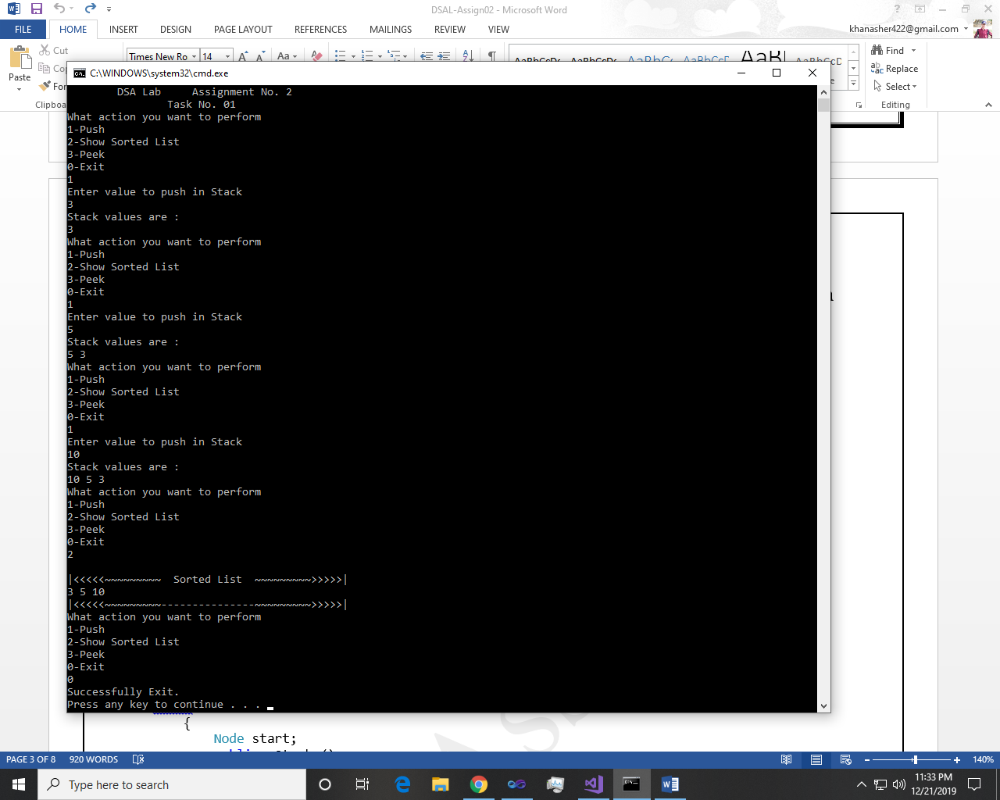 DSAL-Assign02 - Microsoft Word
FILE HOME INSERT DESIGN PAGE LAYOUT REFERENCES MAILINGS REVIEW VIEW khanasher422@gmail.com
Paste Cut Times New Ro 14 Aa Find
Replace
Select
Editing
C:\WINDOWS\system32\cmd.exe
DSA Lab Assignment No. 2
Task No. 01
What action you want to perform
1-Push
2-Show Sorted List
3-Peek
0-Exit
1
Enter value to push in Stack
3
Stack values are :
3
What action you want to perform
1-Push
2-Show Sorted List
3-Peek
0-Exit
1
Enter value to push in Stack
5
Stack values are :
5 3
What action you want to perform
1-Push
2-Show Sorted List
3-Peek
0-Exit
1
Enter value to push in Stack
10
Stack values are :
10 5 3
What action you want to perform
1-Push
2-Show Sorted List
3-Peek
0-Exit
2
|<<<<<~~~~~~~~~ Sorted List ~~~~~~~~~>>>>>|
3 5 10
|<<<<<~~~~~~~~~---------------~~~~~~~~~>>>>>|
What action you want to perform
1-Push
2-Show Sorted List
3-Peek
0-Exit
0
Successfully Exit.
Press any key to continue . . .
{
Node start;
PAGE 3 OF 8 920 WORDS 140%
Type here to search
11:33 PM
12/21/2019